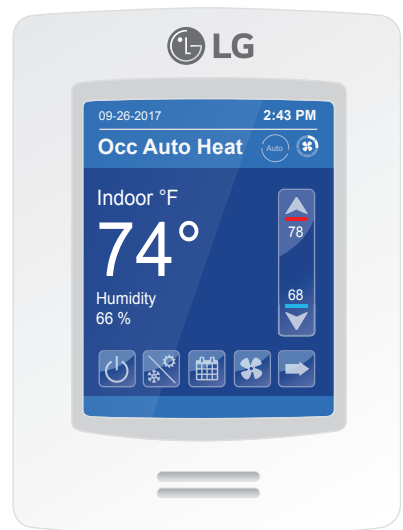 LG
09-26-2017 2:43 PM
Occ Auto Heat Auto
Indoor °F
74°
78
Humidity
66 %
68